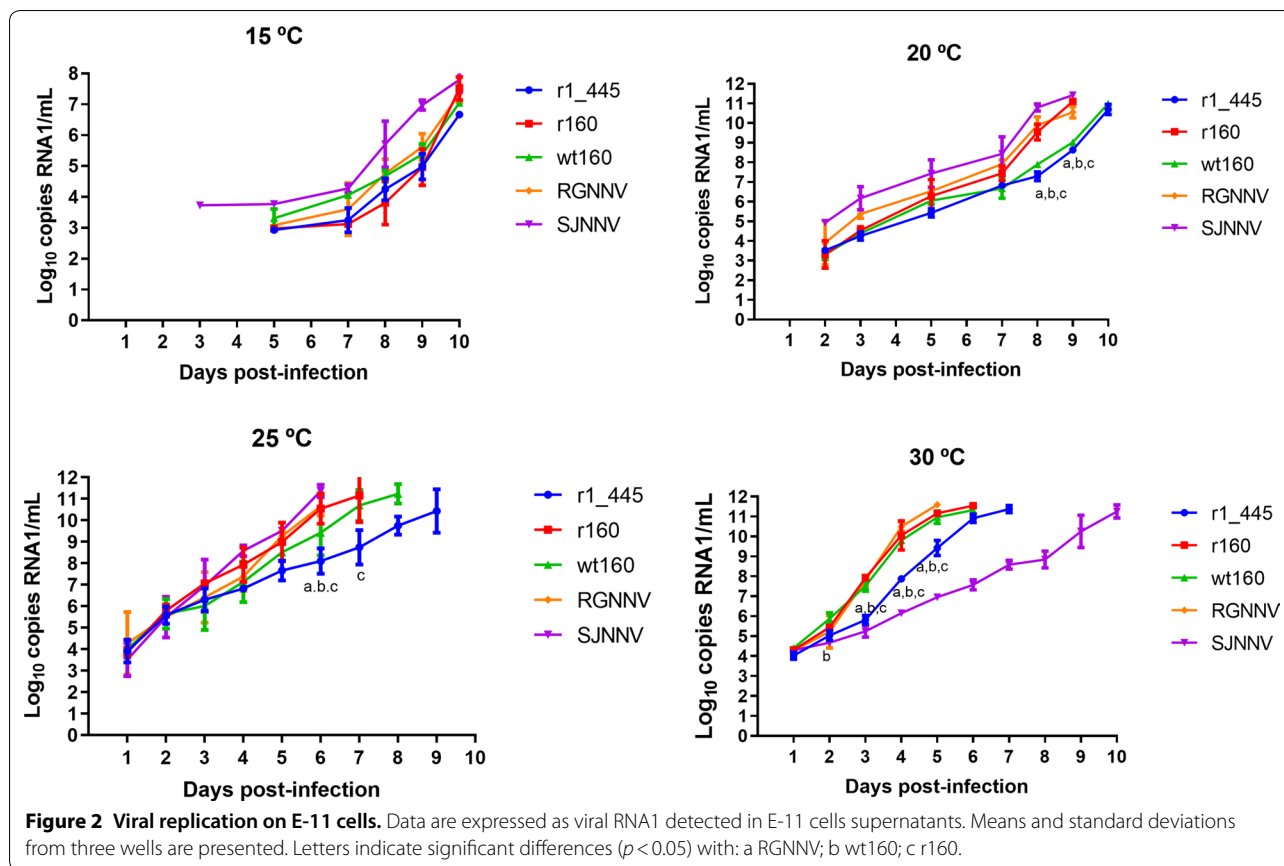 15 ºC
Log10 copies RNA1/mL
8
7
6
5
4
3
2
1
0
1 2 3 4 5 6 7 8 9 10
Days post-infection
r1_445
r160
wt160
RGNNV
SJNNV
20 ºC
Log10 copies RNA1/mL
12
11
10
9
8
7
6
5
4
3
2
1
0
a,b,c
a,b,c
1 2 3 4 5 6 7 8 9 10
Days post-infection
r1_445
r160
wt160
RGNNV
SJNNV
25 ºC
Log10 copies RNA1/mL
12
11
10
9
8
7
6
5
4
3
2
1
0
a.b.c
c
1 2 3 4 5 6 7 8 9 10
Days post-infection
r1_445
r160
wt160
RGNNV
SJNNV
30 ºC
Log10 copies RNA1/mL
12
11
10
9
8
7
6
5
4
3
2
1
0
b
a,b,c
a,b,c
a,b,c
1 2 3 4 5 6 7 8 9 10
Days post-infection
r1_445
r160
wt160
RGNNV
SJNNV
Figure 2 Viral replication on E-11 cells. Data are expressed as viral RNA1 detected in E-11 cells supernatants. Means and standard deviations
from three wells are presented. Letters indicate significant differences (p < 0.05) with: a RGNNV; b wt160; c r160.